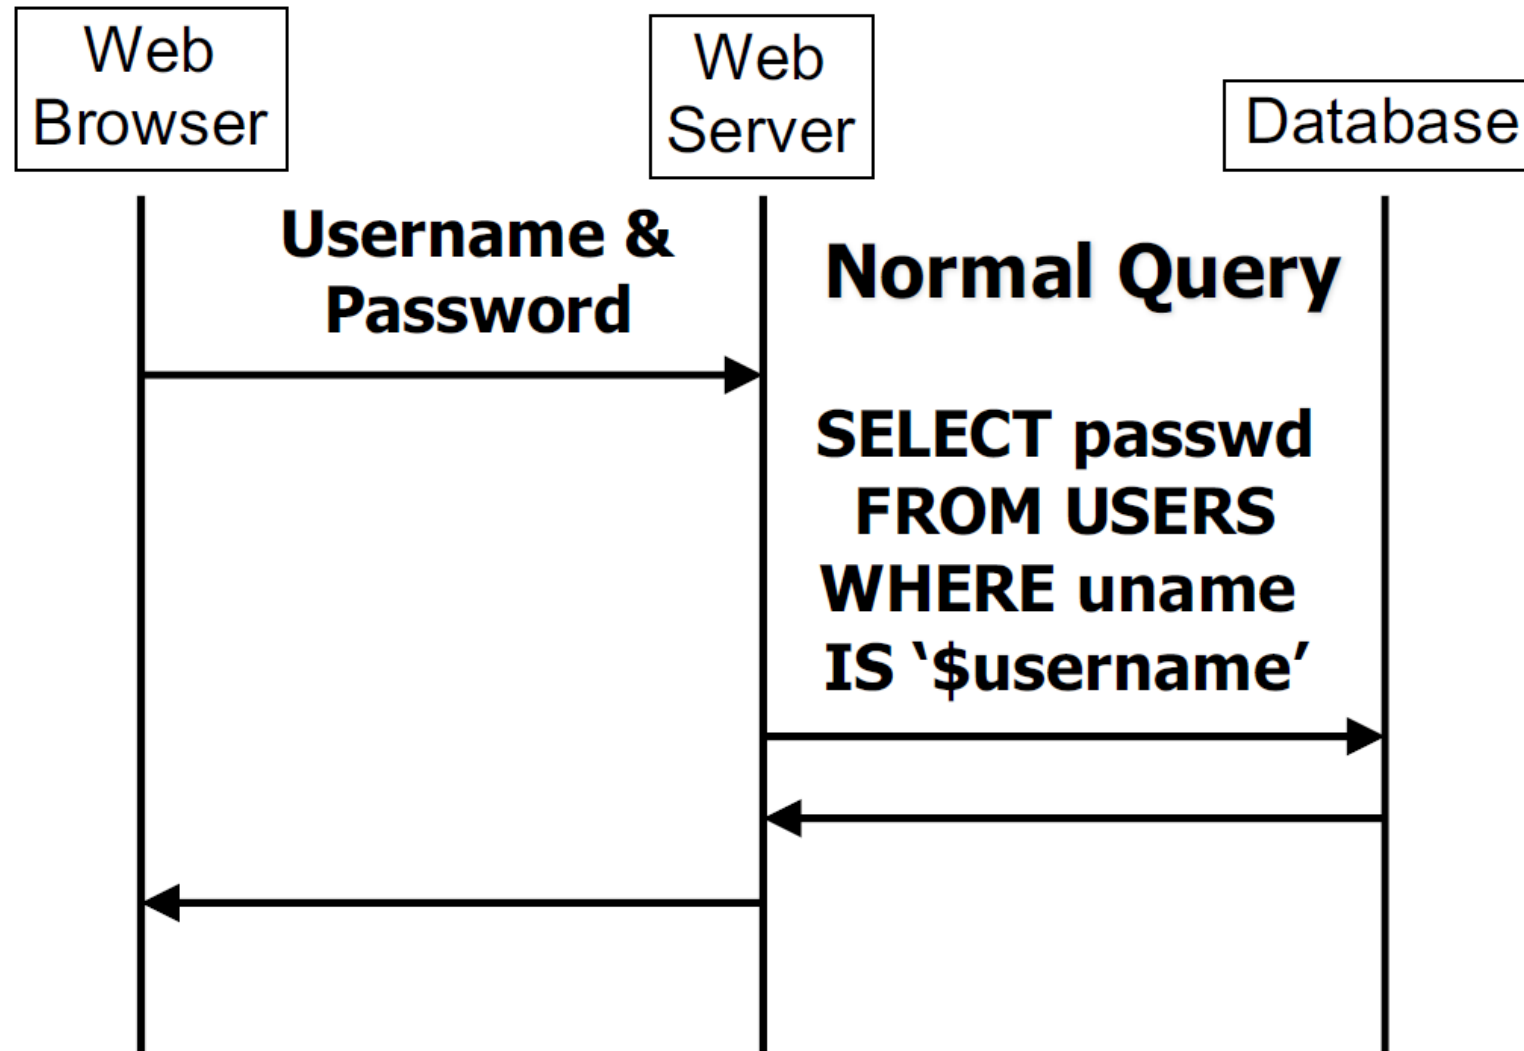 Web
Browser
Web
Server
Database
Username &
Password
Normal Query
SELECT passwd
FROM USERS
WHERE uname
IS ‘$username’